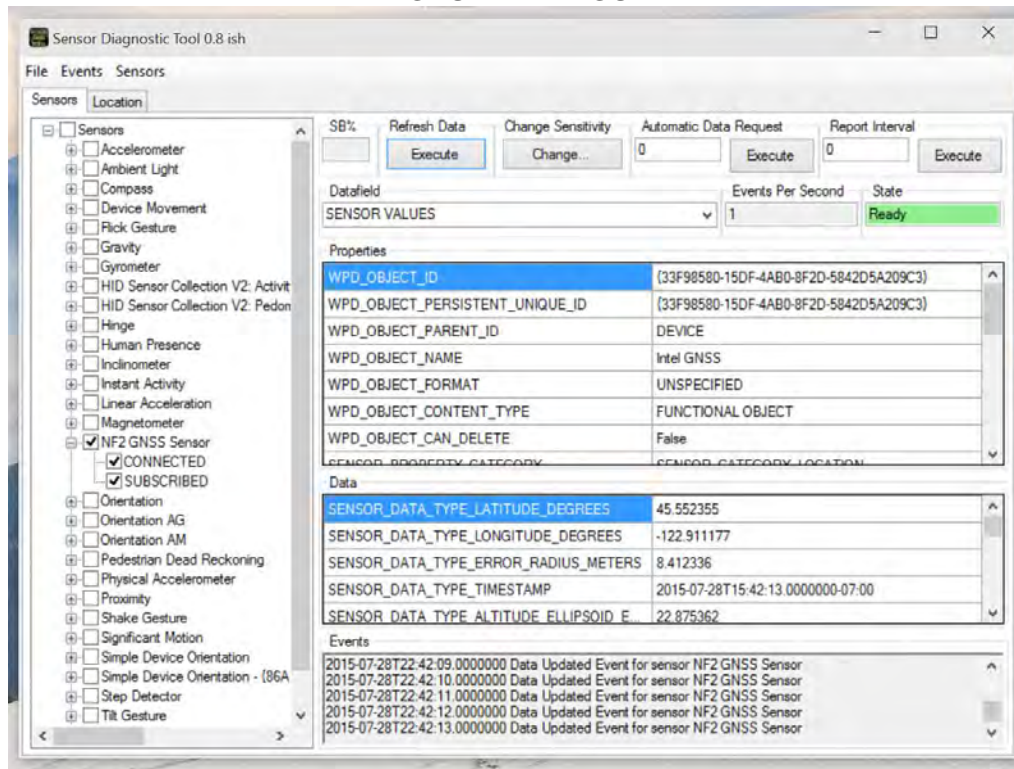 Sensor Diagnostic Tool 0.8 ish
File Events Sensors
Sensors Location
Sensors
Accelerometer
Ambient Light
Compass
Device Movement
Flick Gesture
Gravity
Gyrometer
HID Sensor Collection V2: Activit
HID Sensor Collection V2: Pedom
Hinge
Human Presence
Inclinometer
Instant Activity
Linear Acceleration
Magnetometer
NF2 GNSS Sensor
CONNECTED
SUBSCRIBED
Orientation
Orientation AG
Orientation AM
Pedestrian Dead Reckoning
Physical Accelerometer
Proximity
Shake Gesture
Significant Motion
Simple Device Orientation
Simple Device Orientation - {86A
Step Detector
Tilt Gesture
SB% Refresh Data Change Sensitivity Automatic Data Request Report Interval
Execute Change... 0 Execute 0 Execute
Datafield Events Per Second State
SENSOR VALUES 1 Ready
Properties
WPD_OBJECT_ID {33F98580-15DF-4AB0-8F2D-5842D5A209C3}
WPD_OBJECT_PERSISTENT_UNIQUE_ID {33F98580-15DF-4AB0-8F2D-5842D5A209C3}
WPD_OBJECT_PARENT_ID DEVICE
WPD_OBJECT_NAME Intel GNSS
WPD_OBJECT_FORMAT UNSPECIFIED
WPD_OBJECT_CONTENT_TYPE FUNCTIONAL OBJECT
WPD_OBJECT_CAN_DELETE False
SENSOR_PROPERTY_CATEGORY SENSOR_CATEGORY_LOCATION
Data
SENSOR_DATA_TYPE_LATITUDE_DEGREES 45.552355
SENSOR_DATA_TYPE_LONGITUDE_DEGREES -122.911177
SENSOR_DATA_TYPE_ERROR_RADIUS_METERS 8.412336
SENSOR_DATA_TYPE_TIMESTAMP 2015-07-28T15:42:13.0000000-07:00
SENSOR_DATA_TYPE_ALTITUDE_ELLIPSOID_E... 22.875362
Events
2015-07-28T22:42:09.0000000 Data Updated Event for sensor NF2 GNSS Sensor
2015-07-28T22:42:10.0000000 Data Updated Event for sensor NF2 GNSS Sensor
2015-07-28T22:42:11.0000000 Data Updated Event for sensor NF2 GNSS Sensor
2015-07-28T22:42:12.0000000 Data Updated Event for sensor NF2 GNSS Sensor
2015-07-28T22:42:13.0000000 Data Updated Event for sensor NF2 GNSS Sensor